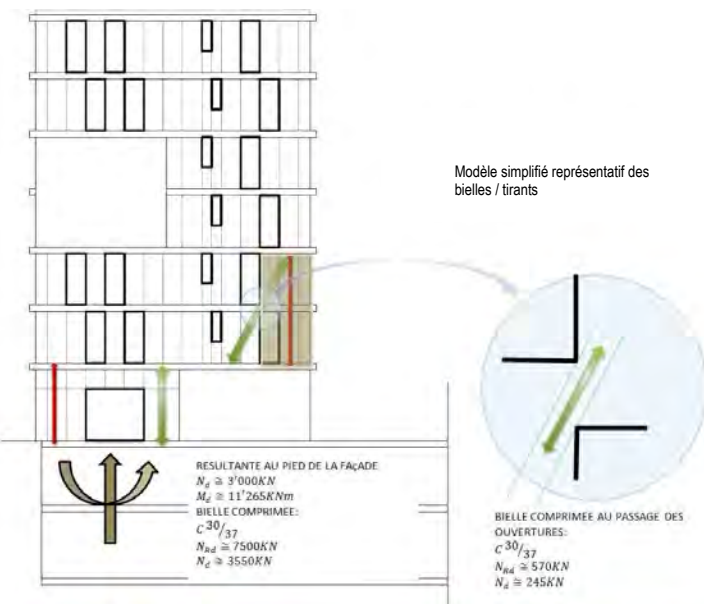 Modèle simplifié représentatif des
bielles / tirants
RESULTANTE AU PIED DE LA FAÇADE
N_d ≅ 3'000KN
M_d ≅ 11'265KNm
BIELLE COMPRIMEE:
C 30/37
N_Rd ≅ 7500KN
N_d ≅ 3550KN
BIELLE COMPRIMEE AU PASSAGE DES
OUVERTURES:
C 30/37
N_Rd ≅ 570KN
N_d ≅ 245KN